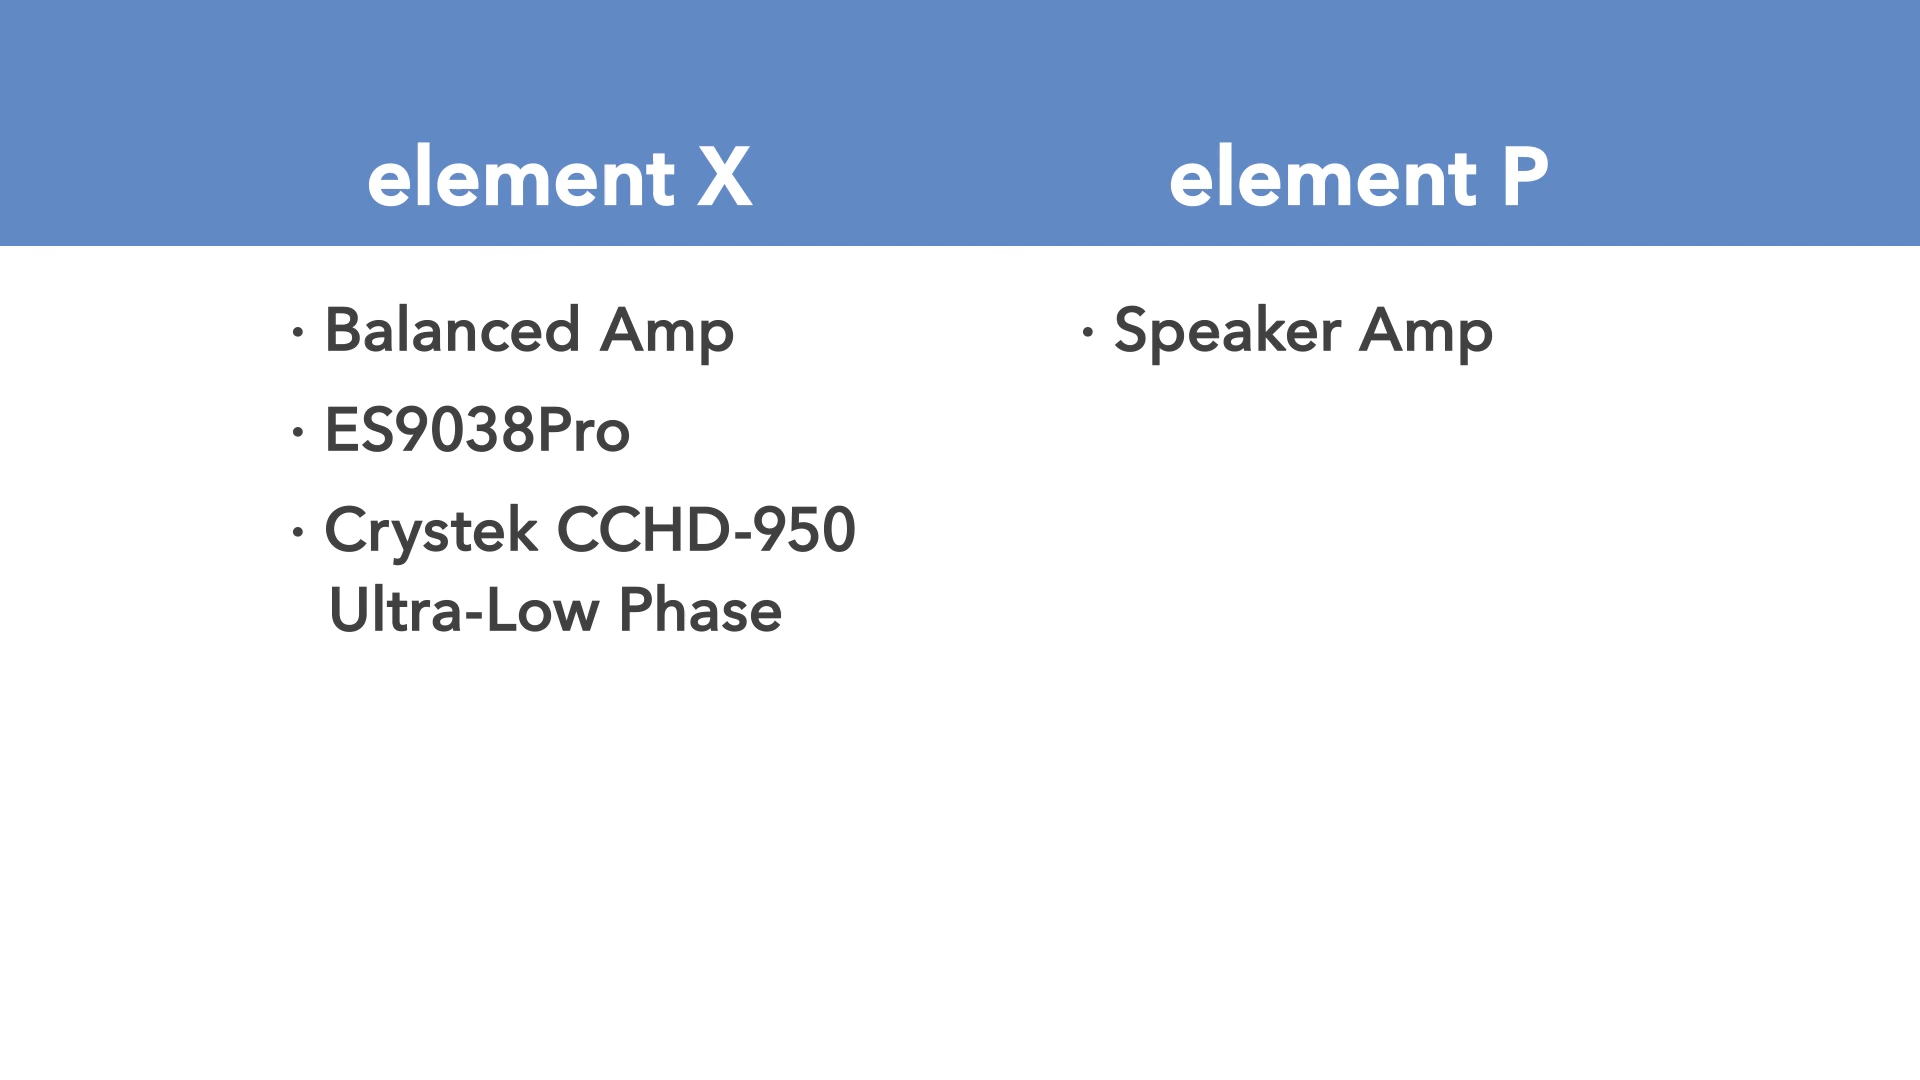 element X
element P
· Balanced Amp
· ES9038Pro
· Crystek CCHD-950
Ultra-Low Phase
· Speaker Amp